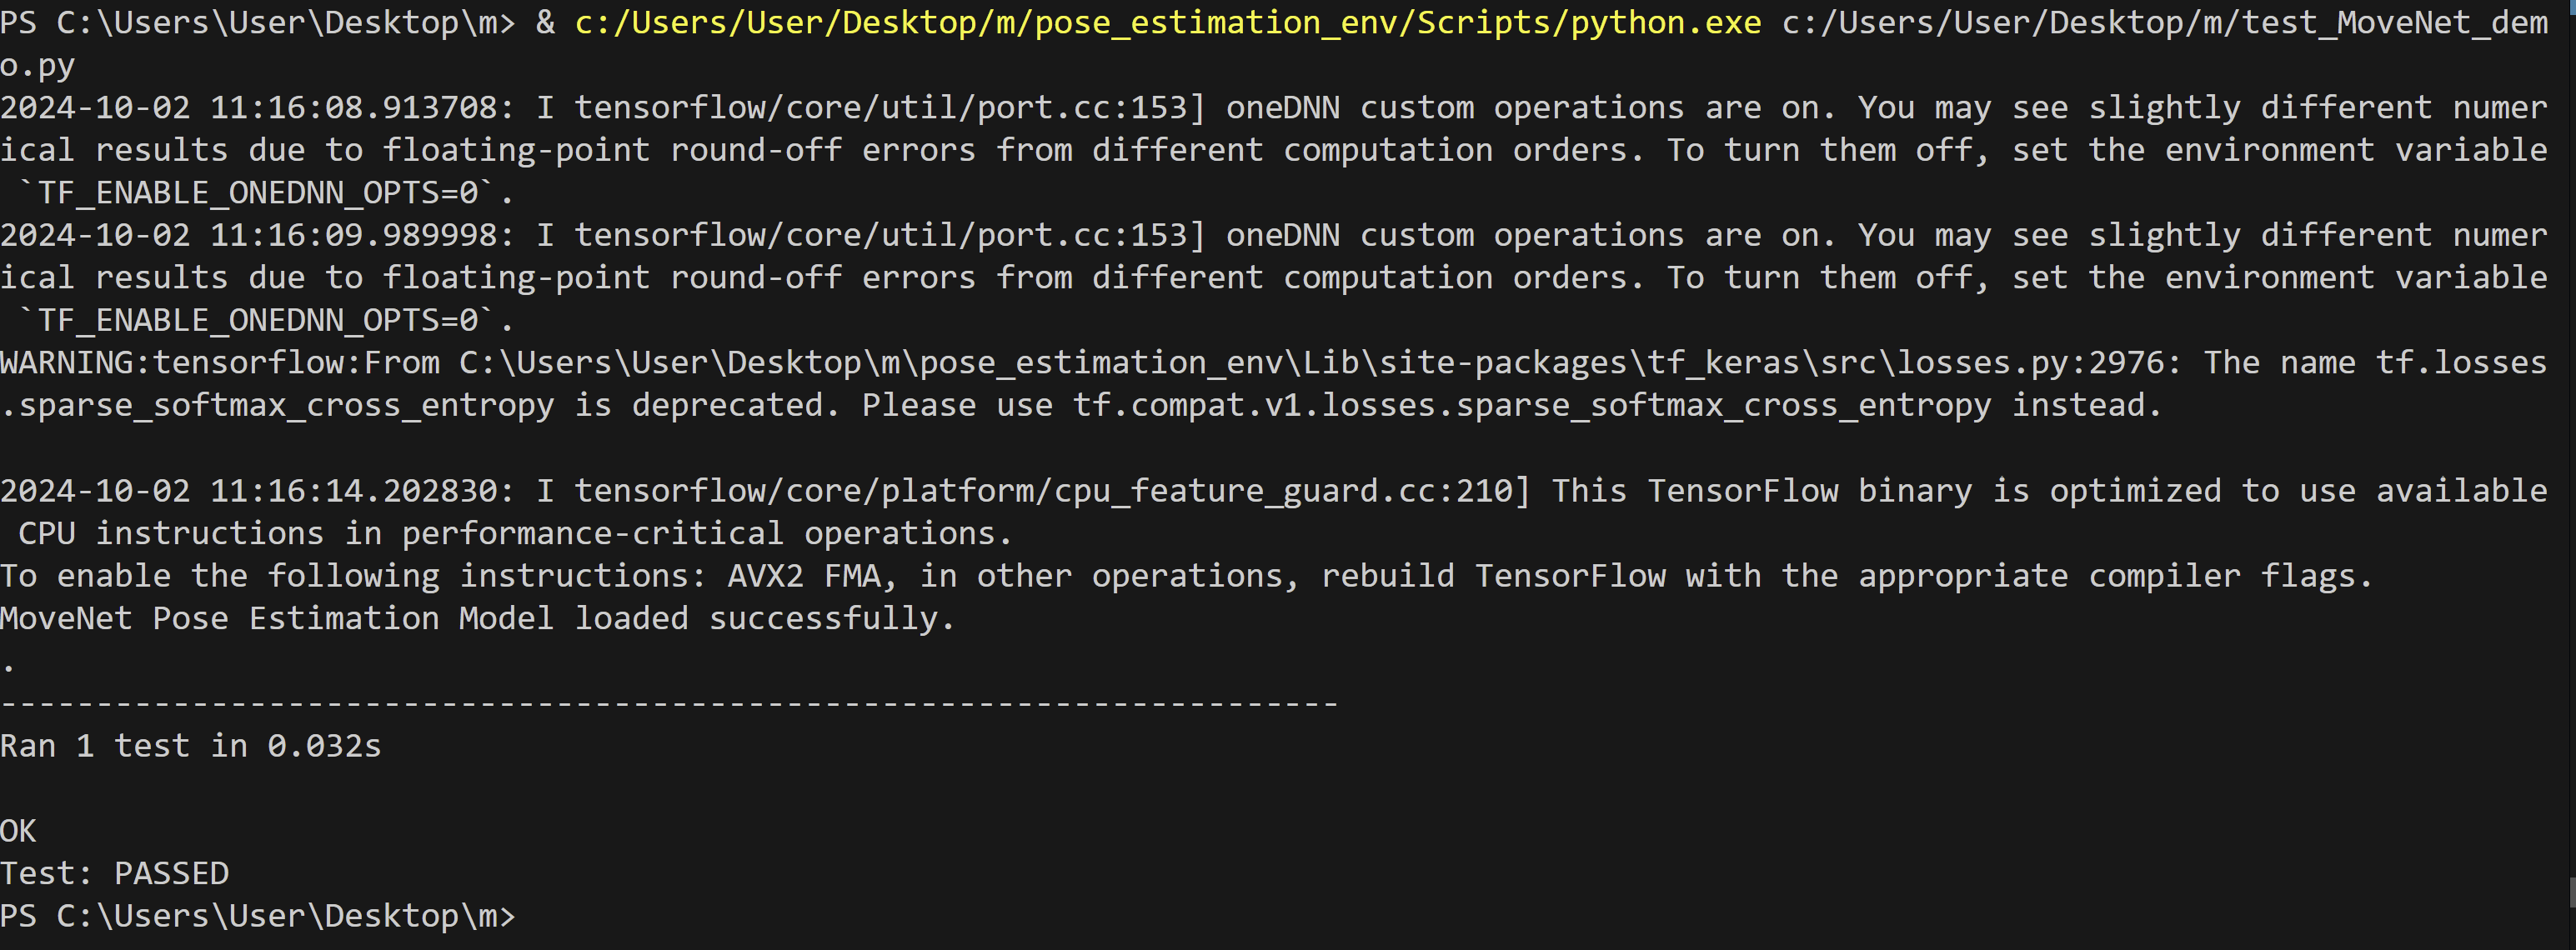 PS C:\Users\User\Desktop\m> & c:/Users/User/Desktop/m/pose_estimation_env/Scripts/python.exe c:/Users/User/Desktop/m/test_MoveNet_dem
o.py
2024-10-02 11:16:08.913708: I tensorflow/core/util/port.cc:153] oneDNN custom operations are on. You may see slightly different numer
ical results due to floating-point round-off errors from different computation orders. To turn them off, set the environment variable
 `TF_ENABLE_ONEDNN_OPTS=0`.
2024-10-02 11:16:09.989998: I tensorflow/core/util/port.cc:153] oneDNN custom operations are on. You may see slightly different numer
ical results due to floating-point round-off errors from different computation orders. To turn them off, set the environment variable
 `TF_ENABLE_ONEDNN_OPTS=0`.
WARNING:tensorflow:From C:\Users\User\Desktop\m\pose_estimation_env\Lib\site-packages\tf_keras\src\losses.py:2976: The name tf.losses
.sparse_softmax_cross_entropy is deprecated. Please use tf.compat.v1.losses.sparse_softmax_cross_entropy instead.

2024-10-02 11:16:14.202830: I tensorflow/core/platform/cpu_feature_guard.cc:210] This TensorFlow binary is optimized to use available
 CPU instructions in performance-critical operations.
To enable the following instructions: AVX2 FMA, in other operations, rebuild TensorFlow with the appropriate compiler flags.
MoveNet Pose Estimation Model loaded successfully.
.
----------------------------------------------------------------------
Ran 1 test in 0.032s

OK
Test: PASSED
PS C:\Users\User\Desktop\m>